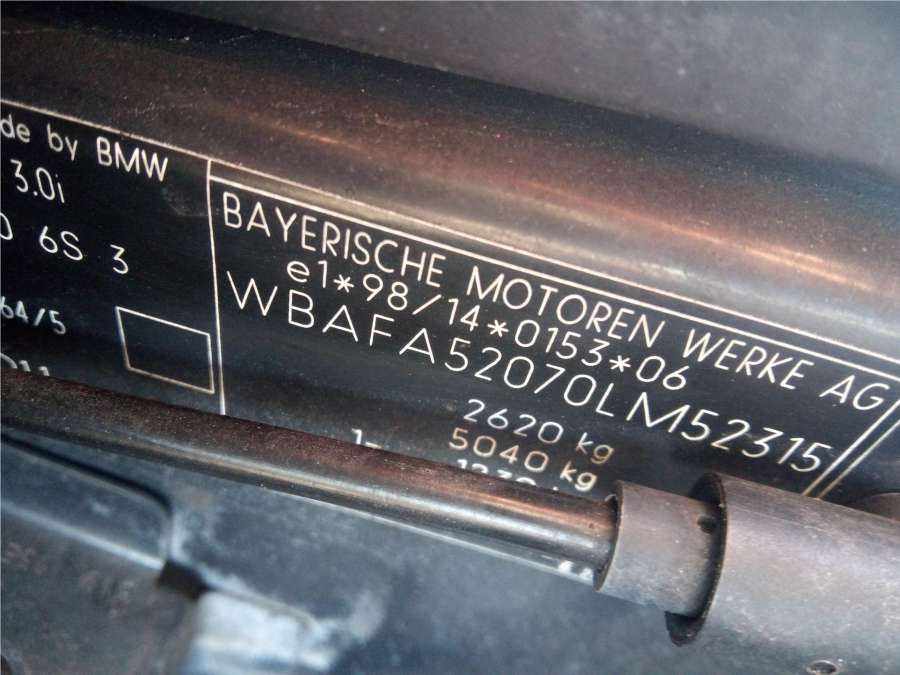 de by BMW
3.0i
6S 3
64/5
BAYERISCHE MOTOREN WERKE AG
e1*98/14*0153*06
WBAFA52070LM52315
2620 kg
5040 kg